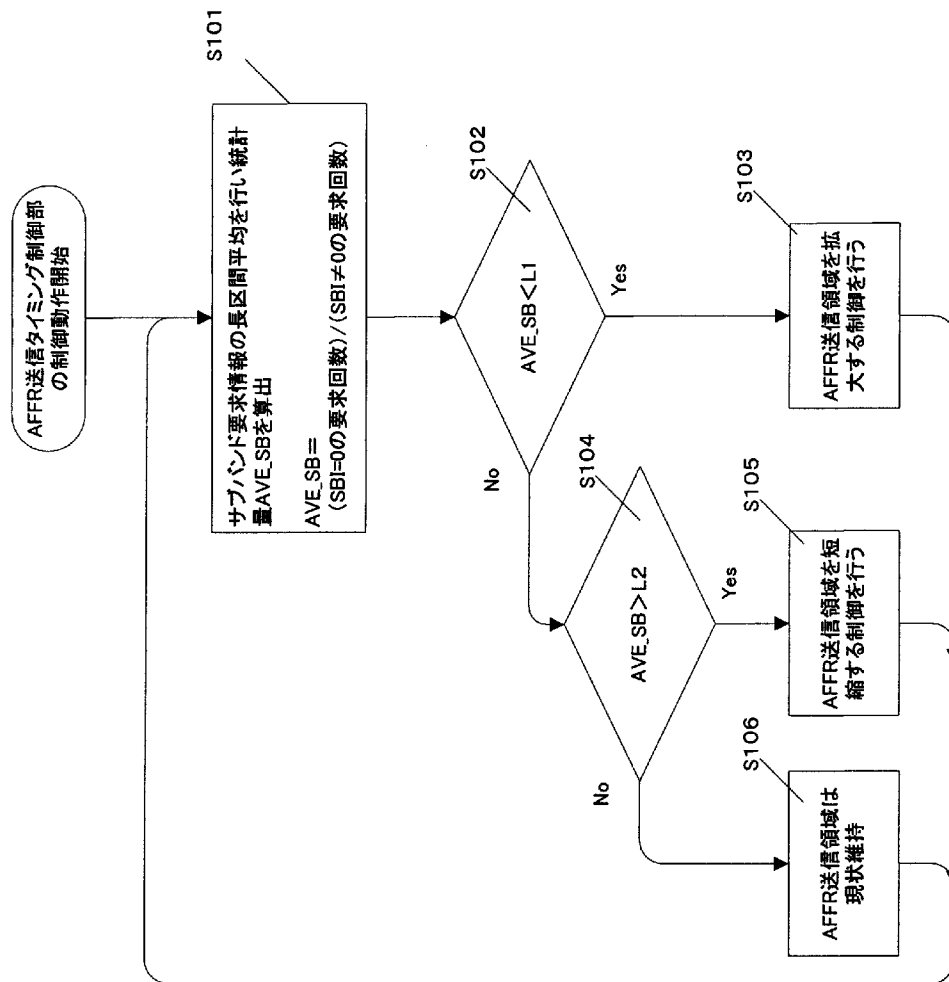 AFFR送信タイミング制御部
の制御動作開始
S101
サブバンド要求情報の長区間平均を行い統計
量AVE_SBを算出
AVE_SB=
(SBI=0の要求回数)/(SBI≠0の要求回数)
S102
AVE_SB<L1
Yes
No
S103
AFFR送信領域を拡
大する制御を行う
S104
AVE_SB>L2
Yes
No
S105
AFFR送信領域を短
縮する制御を行う
S106
AFFR送信領域は
現状維持